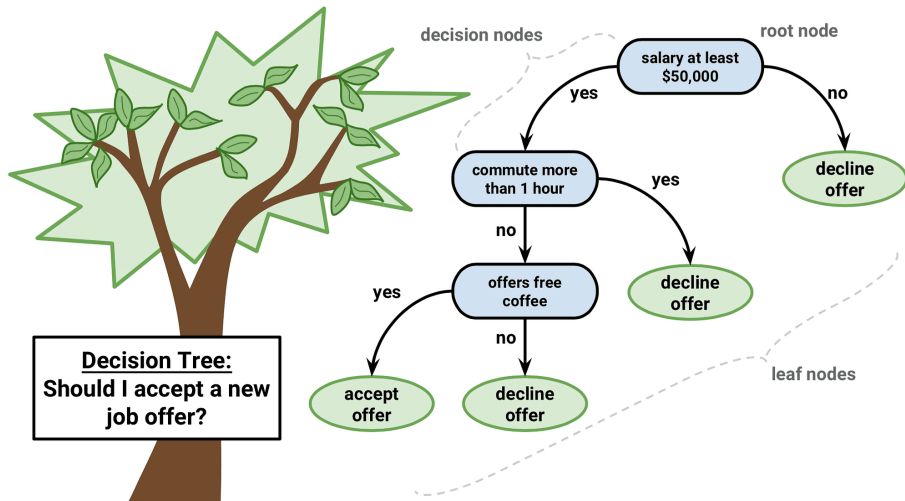 decision nodes
root node
salary at least
$50,000
yes
no
commute more
than 1 hour
yes
decline
offer
no
offers free
coffee
decline
offer
yes
no
Decision Tree:
Should I accept a new
job offer?
accept
offer
decline
offer
leaf nodes